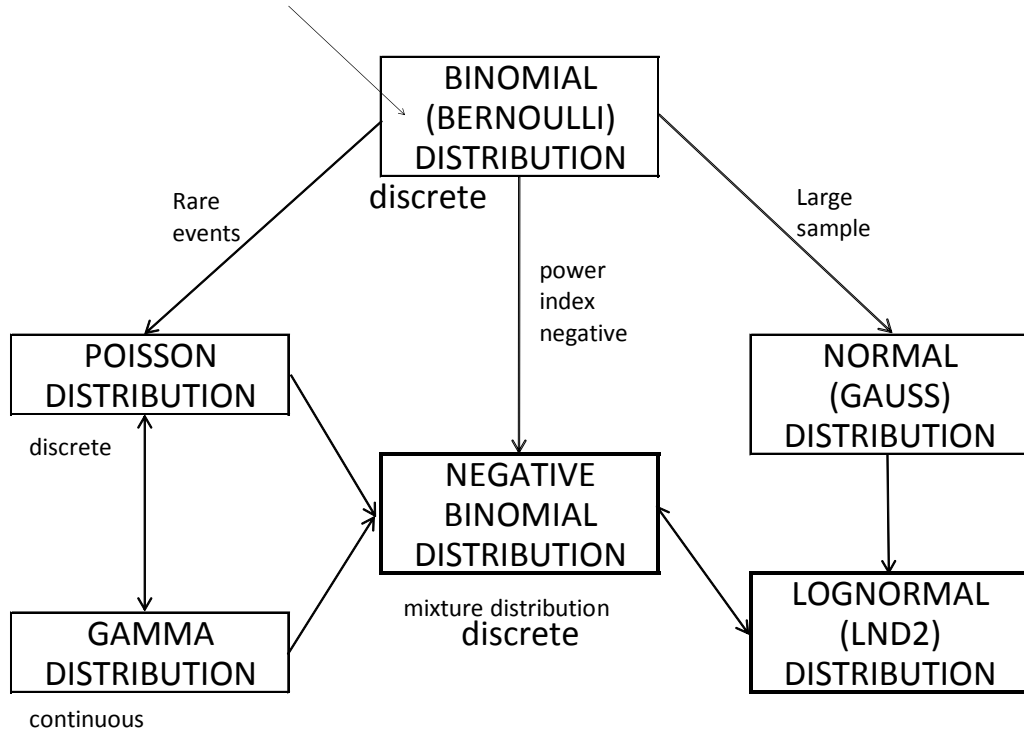 BINOMIAL
(BERNOULLI)
DISTRIBUTION
discrete
Rare
events
Large
sample
power
index
negative
POISSON
DISTRIBUTION
discrete
NORMAL
(GAUSS)
DISTRIBUTION
NEGATIVE
BINOMIAL
DISTRIBUTION
mixture distribution
discrete
GAMMA
DISTRIBUTION
continuous
LOGNORMAL
(LND2)
DISTRIBUTION